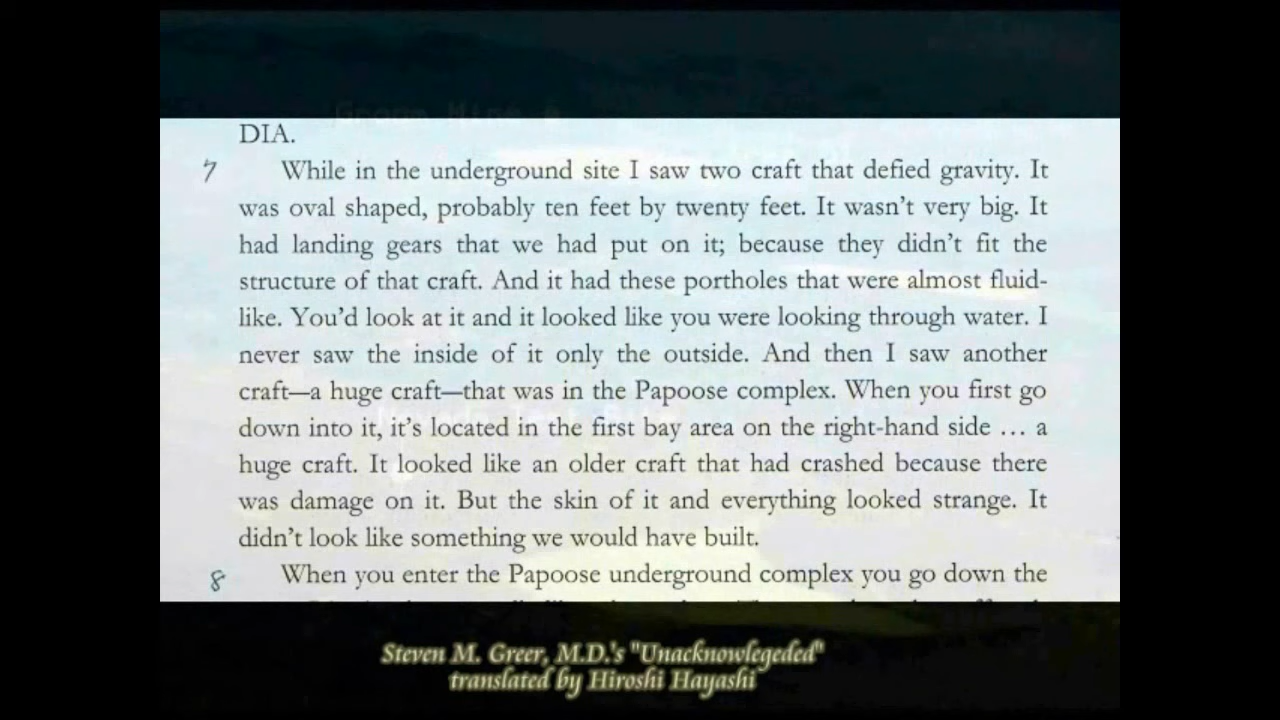 DIA.
7 While in the underground site I saw two craft that defied gravity. It
was oval shaped, probably ten feet by twenty feet. It wasn't very big. It
had landing gears that we had put on it; because they didn't fit the
structure of that craft. And it had these portholes that were almost fluid-
like. You'd look at it and it looked like you were looking through water. I
never saw the inside of it only the outside. And then I saw another
craft—a huge craft—that was in the Papoose complex. When you first go
down into it, it's located in the first bay area on the right-hand side … a
huge craft. It looked like an older craft that had crashed because there
was damage on it. But the skin of it and everything looked strange. It
didn't look like something we would have built.
8 When you enter the Papoose underground complex you go down the
Steven M. Greer, M.D.'s "Unacknowlegeded"
translated by Hiroshi Hayashi